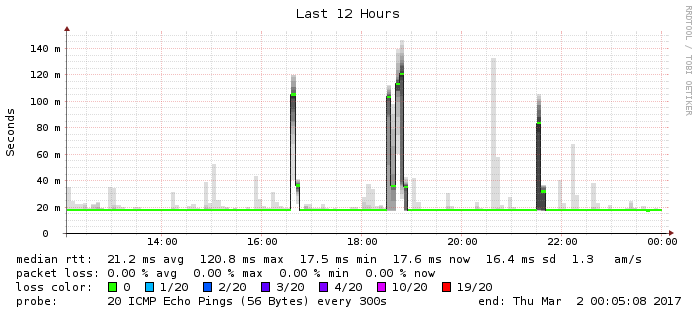 Last 12 Hours
RRDTOOL / TOBI OETIKER
Seconds
140 m
120 m
100 m
80 m
60 m
40 m
20 m
0
14:00 16:00 18:00 20:00 22:00 00:00
median rtt: 21.2 ms avg 120.8 ms max 17.5 ms min 17.6 ms now 16.4 ms sd 1.3 am/s
packet loss: 0.00 % avg 0.00 % max 0.00 % min 0.00 % now
loss color: 0 1/20 2/20 3/20 4/20 10/20 19/20
probe: 20 ICMP Echo Pings (56 Bytes) every 300s end: Thu Mar 2 00:05:08 2017